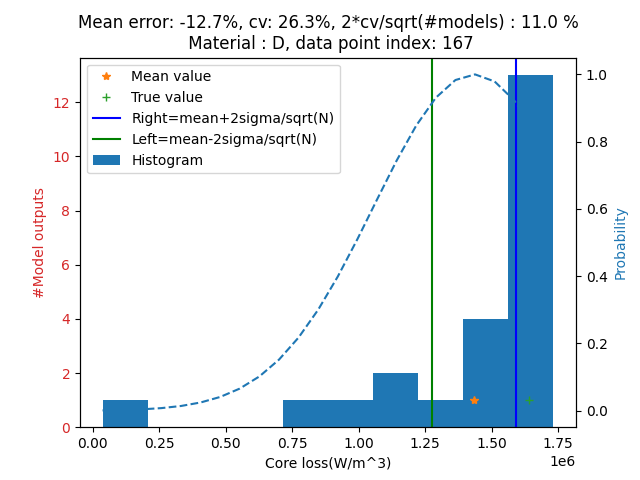 Mean error: -12.7%, cv: 26.3%, 2*cv/sqrt(#models) : 11.0 %
Material : D, data point index: 167
Mean value
True value
Right=mean+2sigma/sqrt(N)
Left=mean-2sigma/sqrt(N)
Histogram
#Model outputs
12
10
8
6
4
2
0
Probability
1.0
0.8
0.6
0.4
0.2
0.0
0.00 0.25 0.50 0.75 1.00 1.25 1.50 1.75
1e6
Core loss(W/m^3)